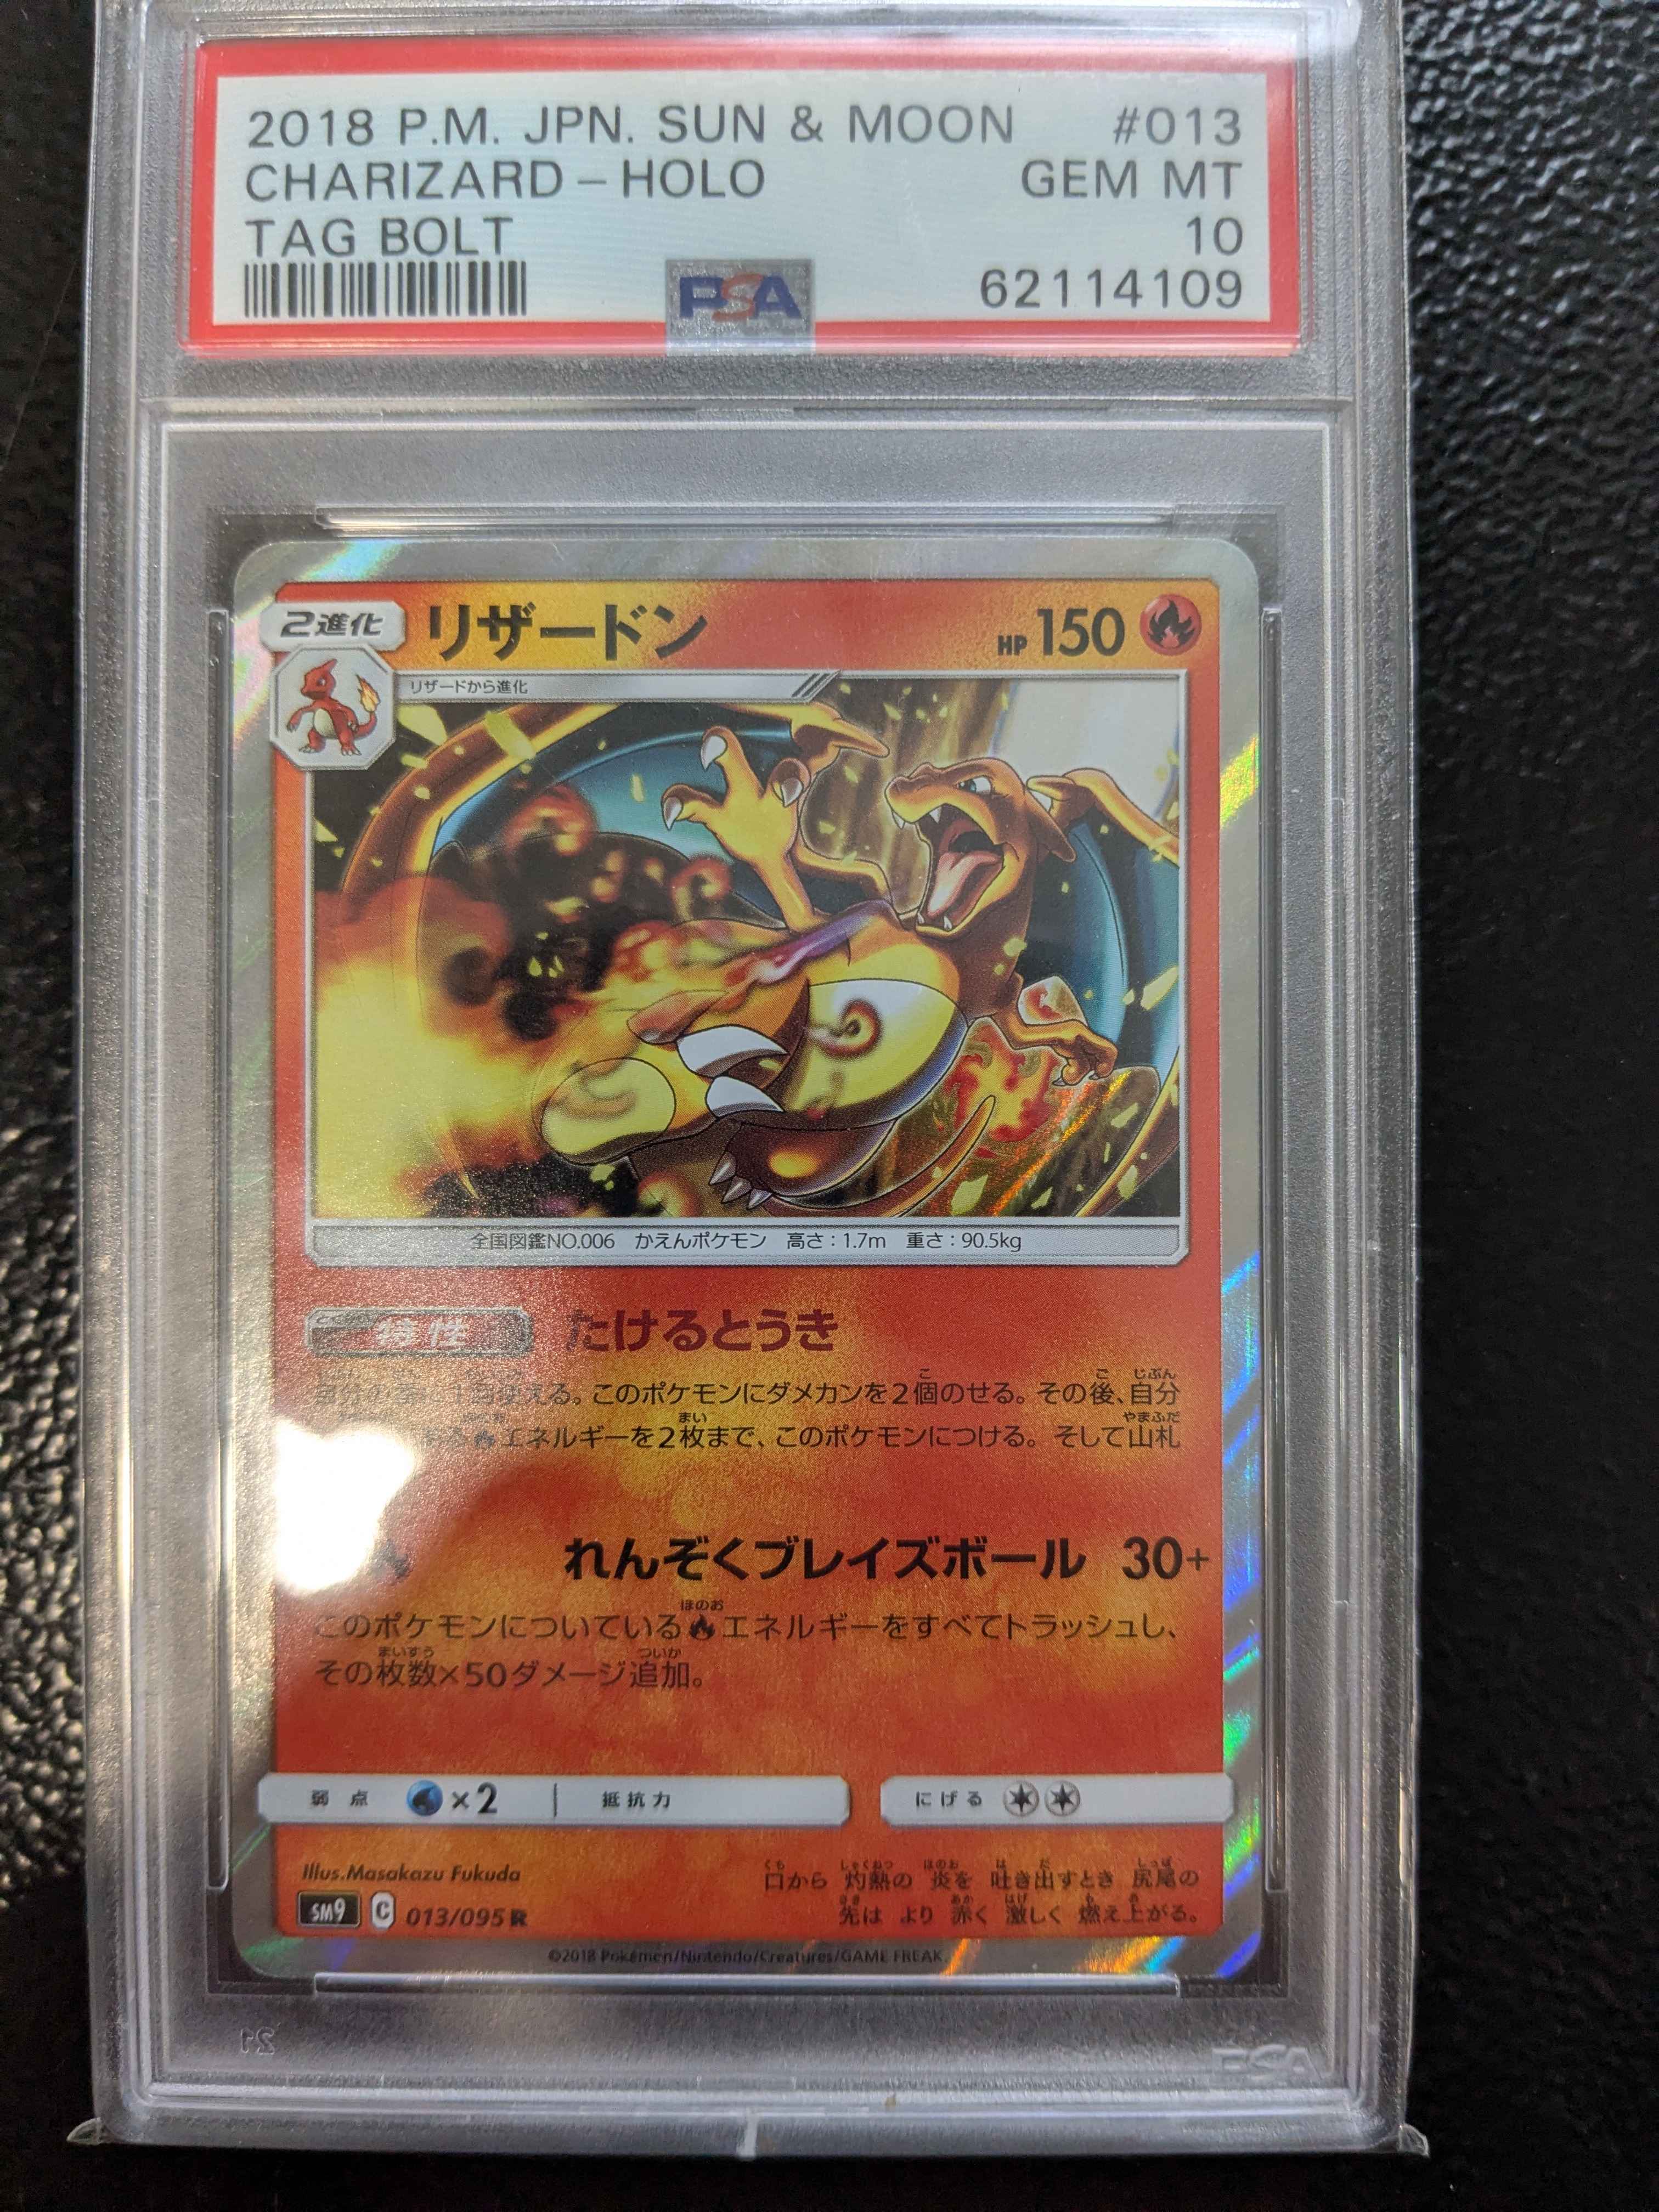 2018 P.M. JPN. SUN & MOON #013
CHARIZARD - HOLO GEM MT
TAG BOLT 10
PSA 62114109
2進化 リザードン HP 150
リザードから進化
全国図鑑NO.006 かえんポケモン 高さ:1.7m 重さ:90.5kg
特性 たけるとうき
使える。このポケモンにダメカンを2個のせる。その後、自分
エネルギーを2枚まで、このポケモンにつける。そして山札
れんぞくブレイズボール 30+
このポケモンについている エネルギーをすべてトラッシュし、
その枚数×50ダメージ追加。
弱点 ×2 抵抗力 にげる
Illus.Masakazu Fukuda
口から 灼熱の 炎を 吐き出すとき 尻尾の
先は より 赤く 激しく 燃え上がる。
SM9 C 013/095 R
©2018 Pokémon/Nintendo/Creatures/GAME FREAK
21 PSA